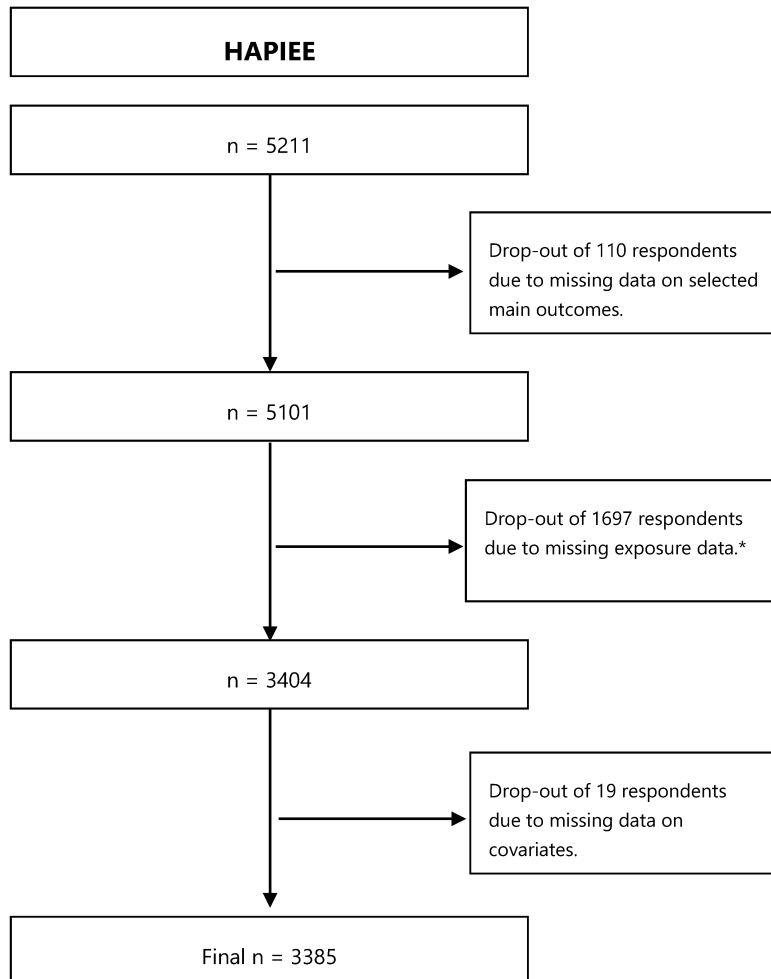 HAPIEE
n = 5211
Drop-out of 110 respondents
due to missing data on selected
main outcomes.
n = 5101
Drop-out of 1697 respondents
due to missing exposure data.*
n = 3404
Drop-out of 19 respondents
due to missing data on
covariates.
Final n = 3385